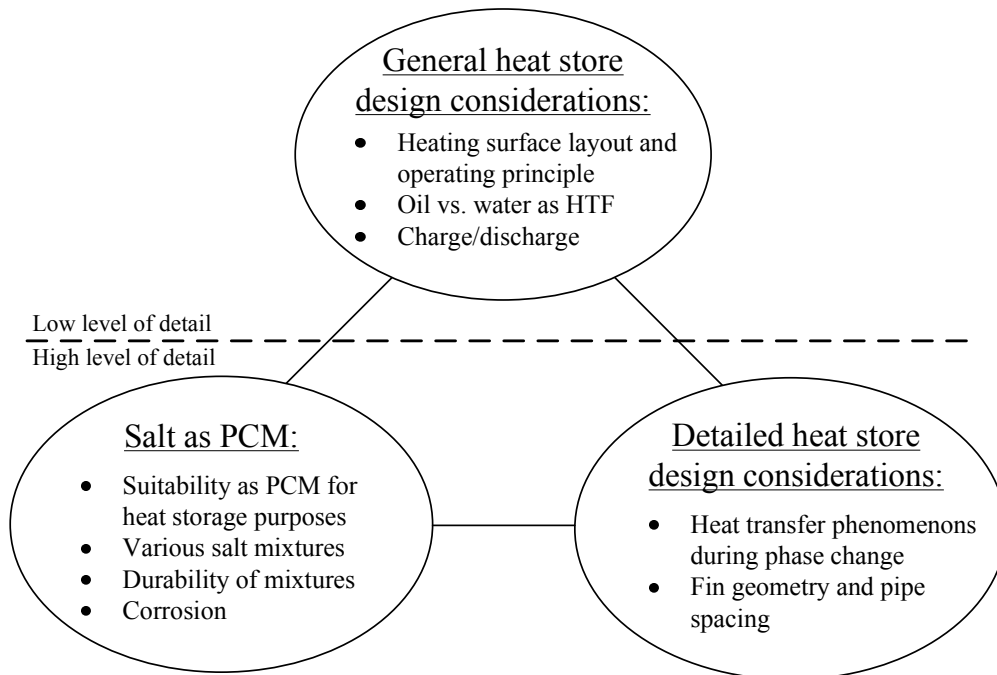 General heat store
design considerations:
• Heating surface layout and
operating principle
• Oil vs. water as HTF
• Charge/discharge
Low level of detail
High level of detail
Salt as PCM:
• Suitability as PCM for
heat storage purposes
• Various salt mixtures
• Durability of mixtures
• Corrosion
Detailed heat store
design considerations:
• Heat transfer phenomenons
during phase change
• Fin geometry and pipe
spacing